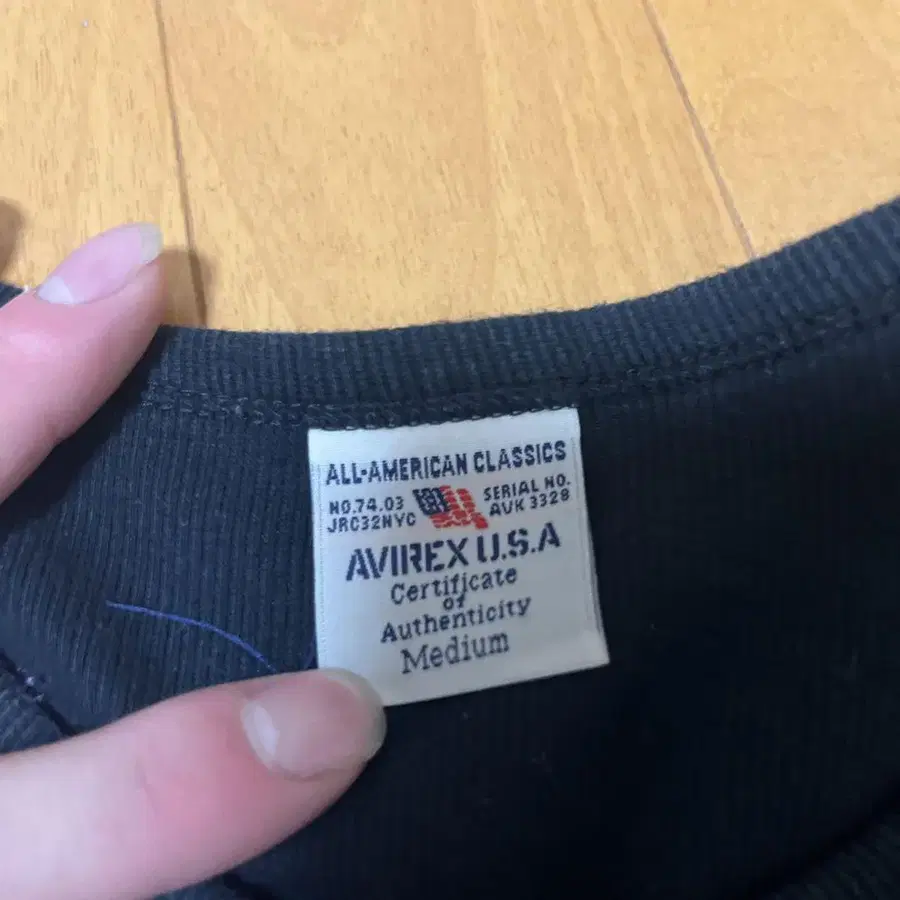 ALL-AMERICAN CLASSICS
NO.74.03
JRC32NYC
SERIAL NO.
AVK 3328
AVIREX U.S.A
Certificate
of
Authenticity
Medium